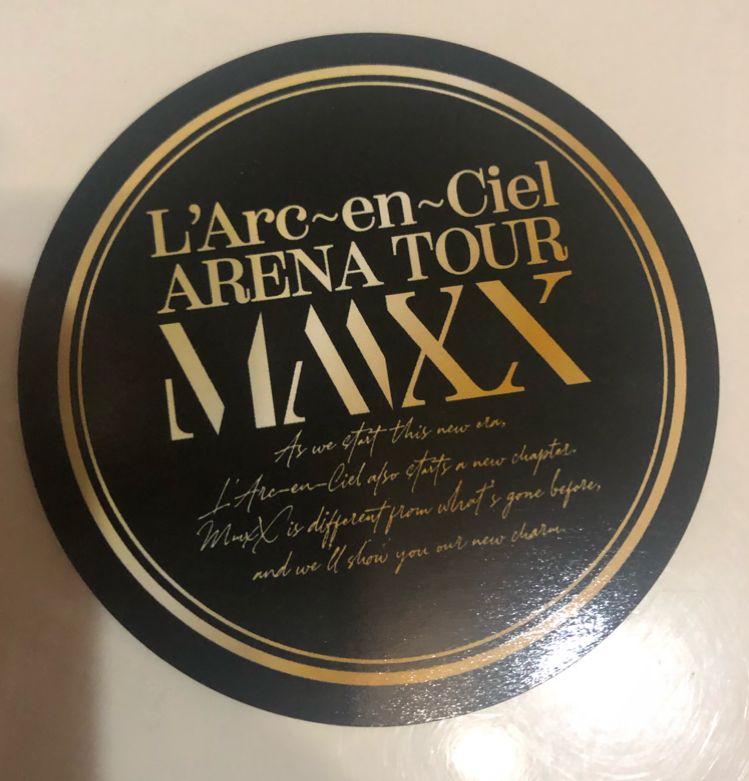 L'Arc~en~Ciel
ARENA TOUR
MMXX
As we start this new era,
L'Arc-en-Ciel also starts a new chapter.
MmxX is different from what's gone before,
and we'll show you our new charm.